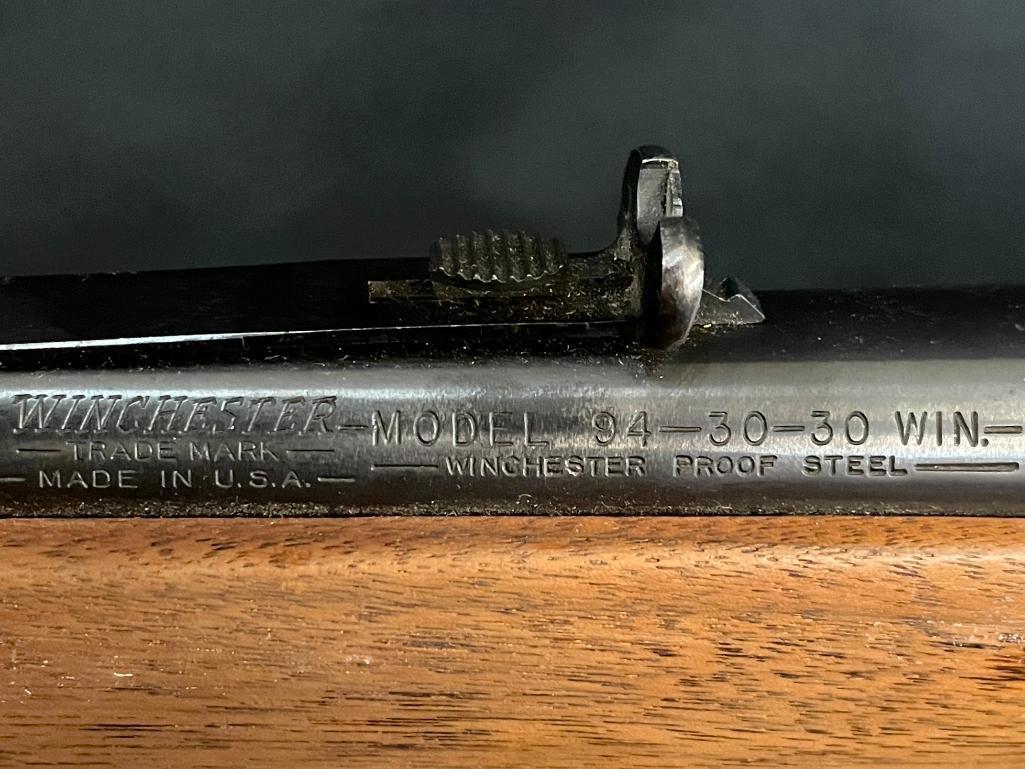 WINCHESTER
—TRADE MARK—
—MADE IN U.S.A.—
—MODEL 94—30—30 WIN.—
—WINCHESTER PROOF STEEL—